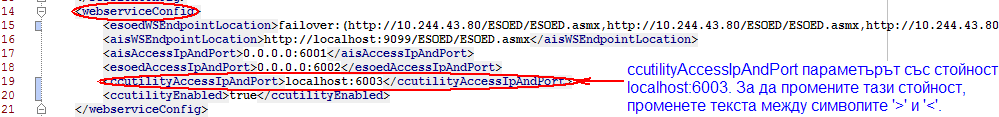 14 <webserviceConfig>
15 <esoedWSEndpointLocation>failover:(http://10.244.43.80/ESOED/ESOED.asmx,http://10.244.43.80/ESOED/ESOED.asmx,http://10.244.43.80
16 <aisWSEndpointLocation>http://localhost:9099/ESOED/ESOED.asmx</aisWSEndpointLocation>
17 <aisAccessIpAndPort>0.0.0.0:6001</aisAccessIpAndPort>
18 <esoedAccessIpAndPort>0.0.0.0:6002</esoedAccessIpAndPort>
19 <ccutilityAccessIpAndPort>localhost:6003</ccutilityAccessIpAndPort>
20 <ccutilityEnabled>true</ccutilityEnabled>
21 </webserviceConfig>
ccutilityAccessIpAndPort параметърът със стойност
localhost:6003. За да промените тази стойност,
променете текста между символите '>' и '<'.